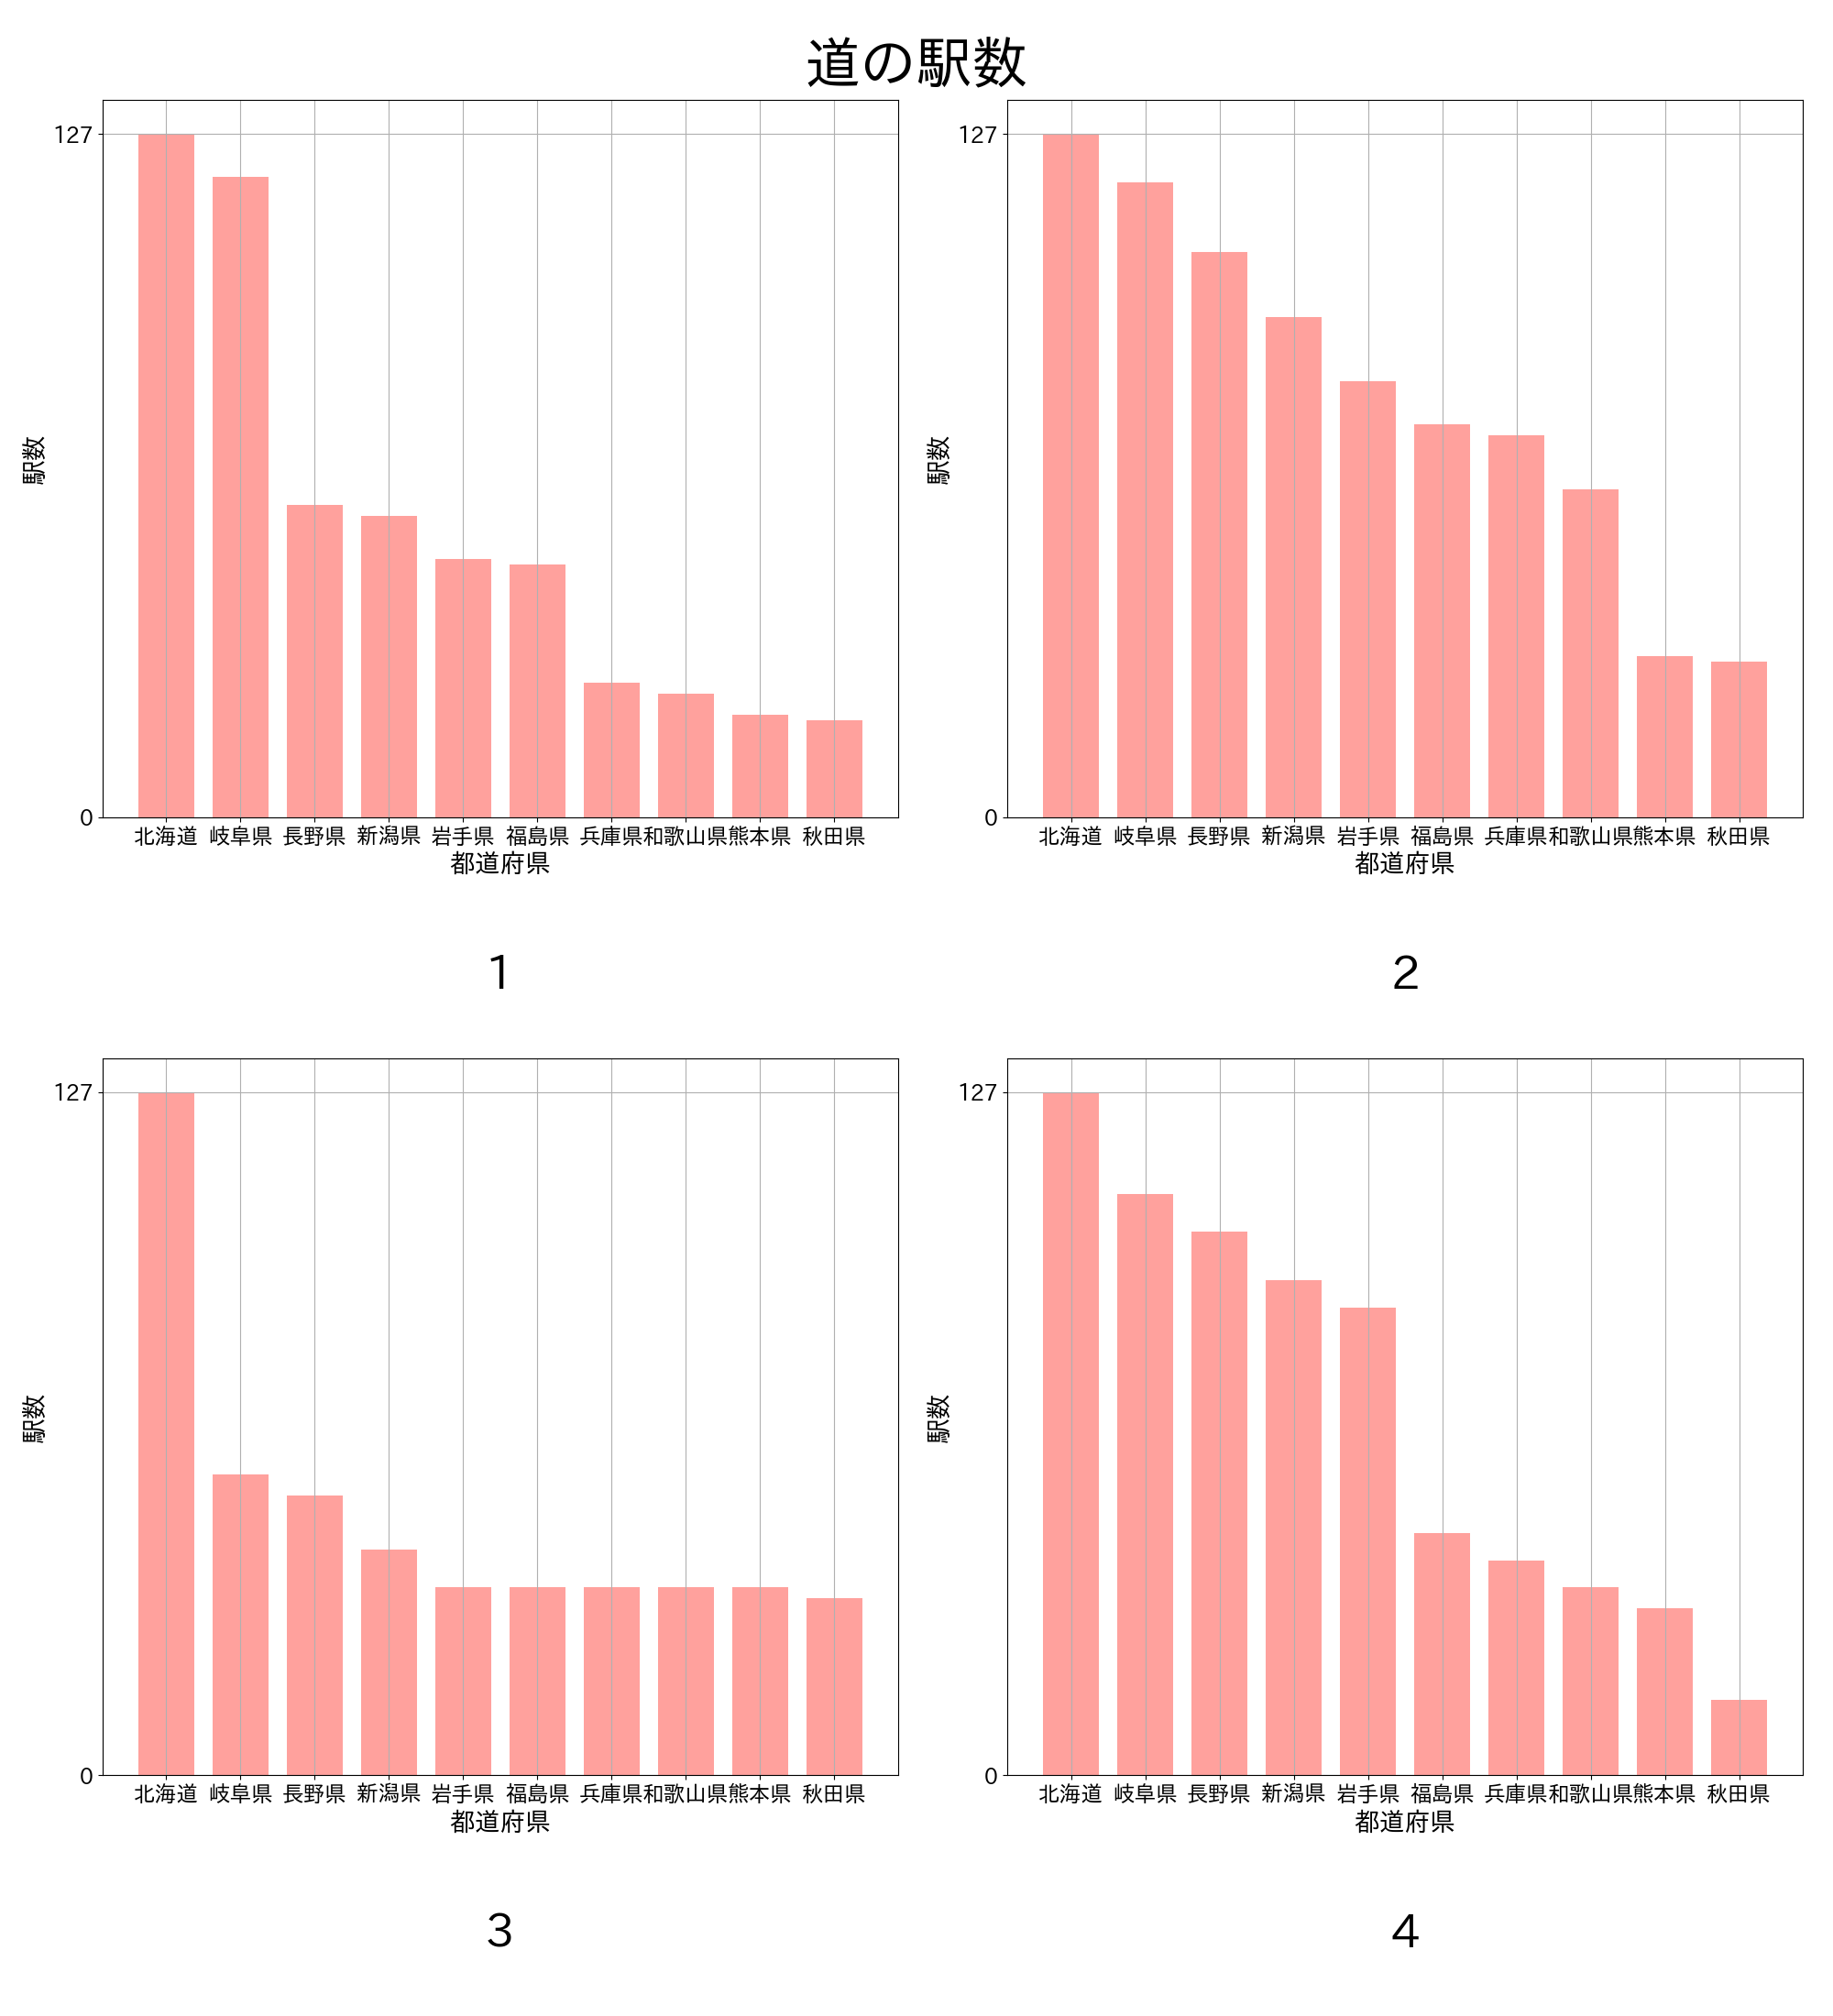 道の駅数
127
駅数
0
北海道 岐阜県 長野県 新潟県 岩手県 福島県 兵庫県 和歌山県 熊本県 秋田県
都道府県
1
127
駅数
0
北海道 岐阜県 長野県 新潟県 岩手県 福島県 兵庫県 和歌山県 熊本県 秋田県
都道府県
2
127
駅数
0
北海道 岐阜県 長野県 新潟県 岩手県 福島県 兵庫県 和歌山県 熊本県 秋田県
都道府県
3
127
駅数
0
北海道 岐阜県 長野県 新潟県 岩手県 福島県 兵庫県 和歌山県 熊本県 秋田県
都道府県
4